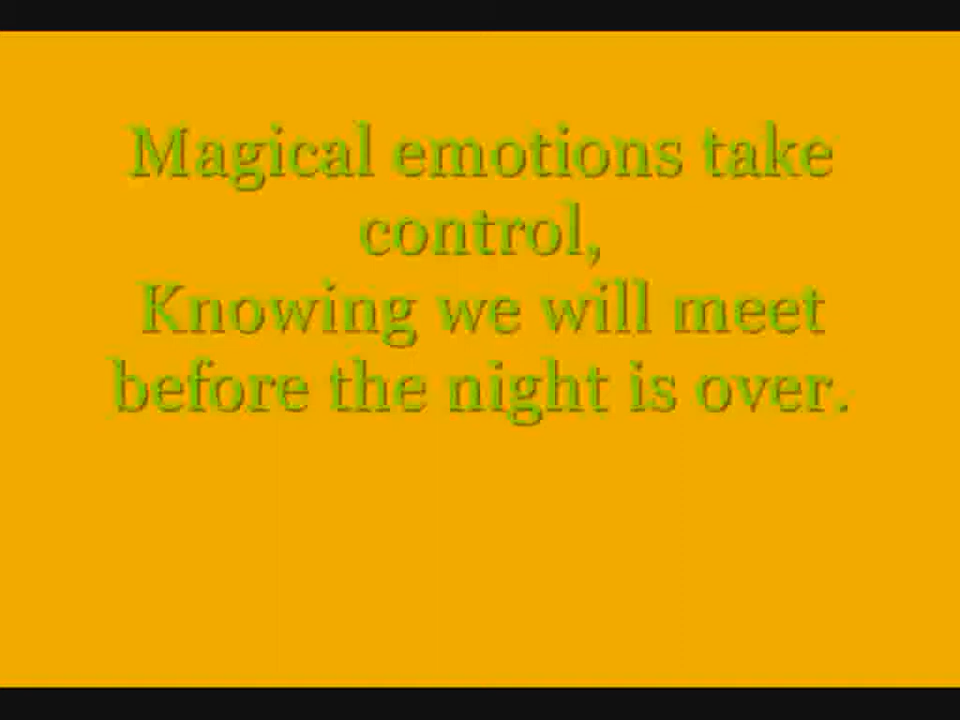 Magical emotions take
control,
Knowing we will meet
before the night is over.